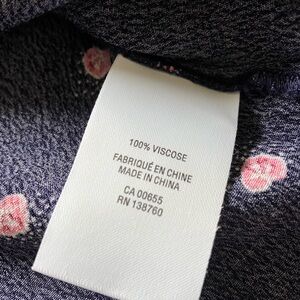 100% VISCOSE
FABRIQUÉ EN CHINE
MADE IN CHINA
CA 00655
RN 138760